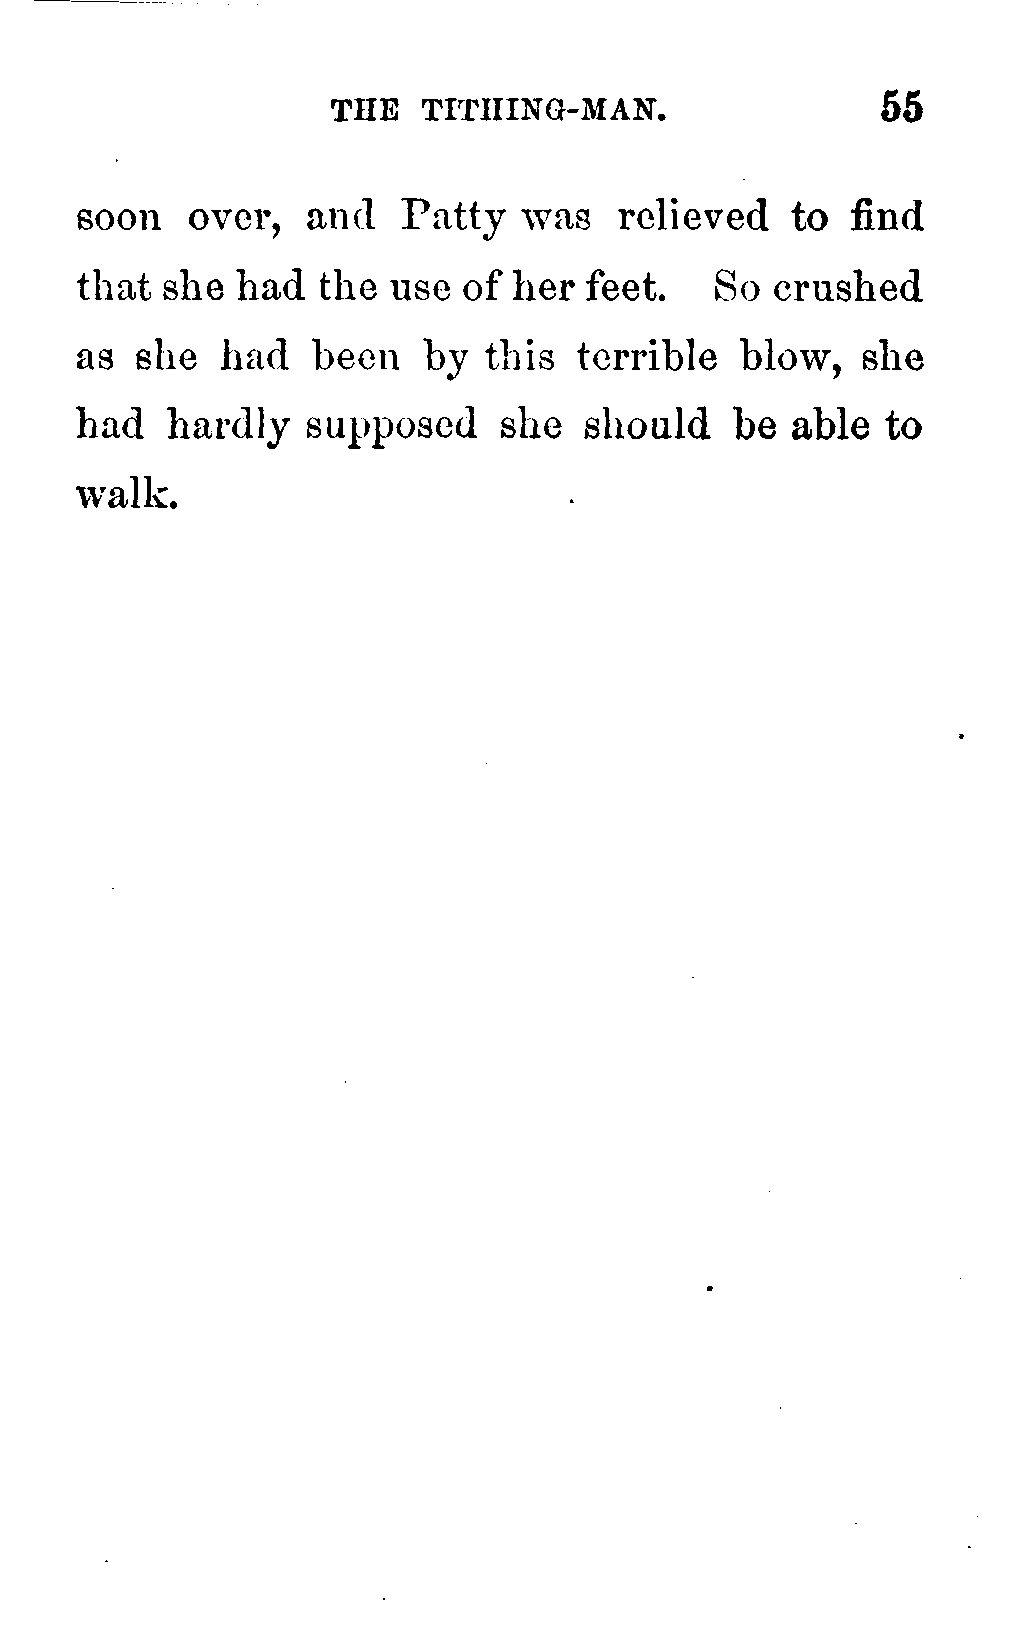 THE TITHING-MAN. 55
soon over, and Patty was relieved to find
that she had the use of her feet. So crushed
as she had been by this terrible blow, she
had hardly supposed she should be able to
walk.